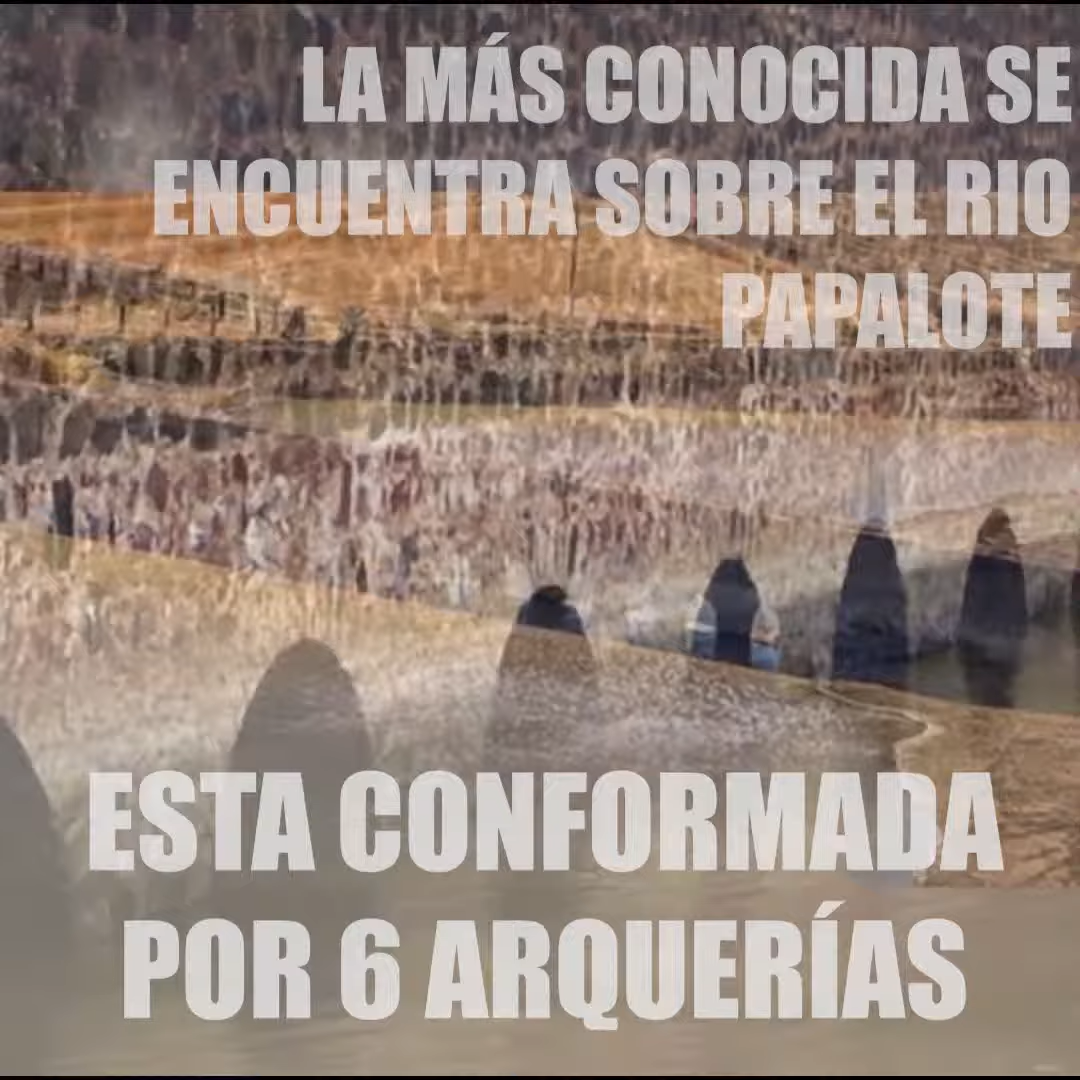 LA MÁS CONOCIDA SE
ENCUENTRA SOBRE EL RIO
PAPALOTE
ESTA CONFORMADA
POR 6 ARQUERÍAS